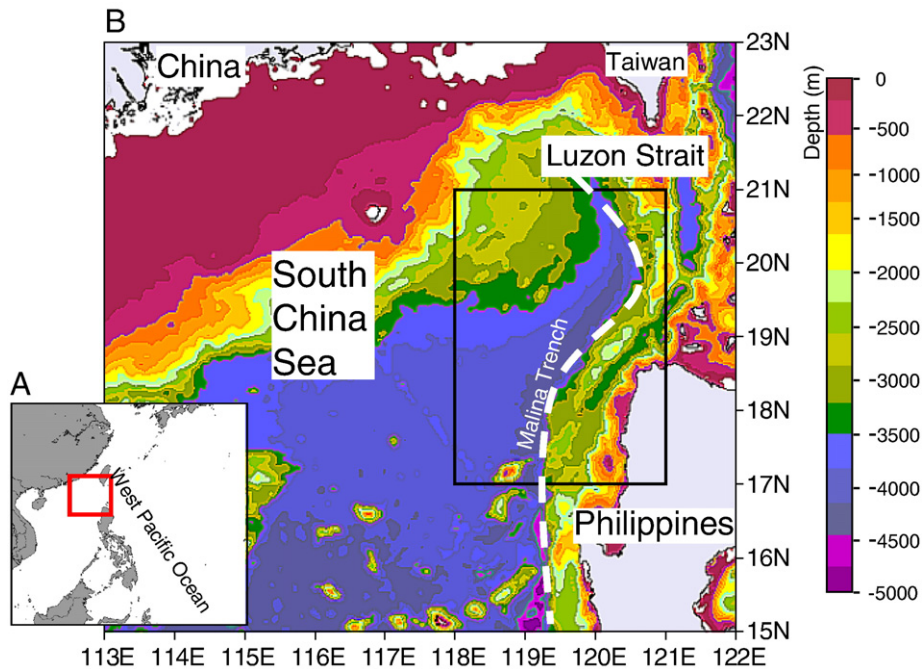 B
China
Taiwan
Luzon Strait
South
China
Sea
Malina Trench
Philippines
23N
22N
21N
20N
19N
18N
17N
16N
15N
113E
114E
115E
116E
117E
118E
119E
120E
121E
122E
Depth (m)
0
-500
-1000
-1500
-2000
-2500
-3000
-3500
-4000
-4500
-5000
A
West Pacific Ocean